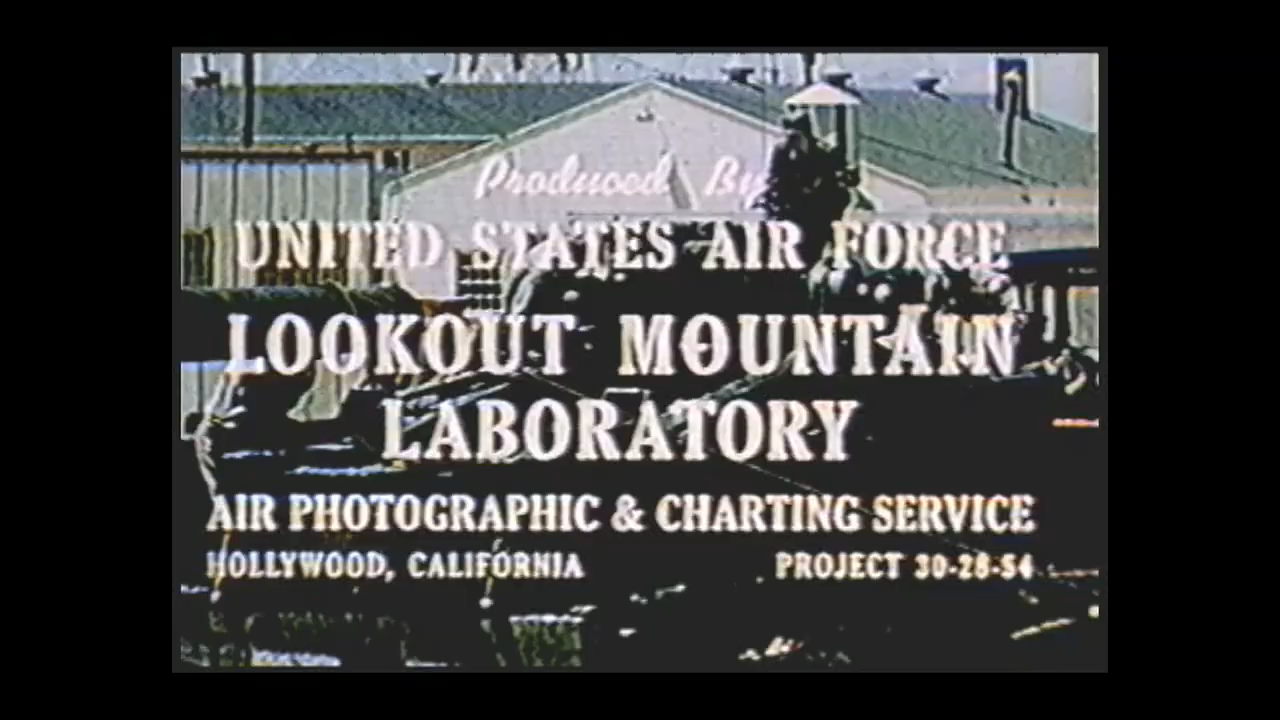 Produced By
UNITED STATES AIR FORCE
LOOKOUT MOUNTAIN
LABORATORY
AIR PHOTOGRAPHIC & CHARTING SERVICE
HOLLYWOOD, CALIFORNIA PROJECT 30-28-54